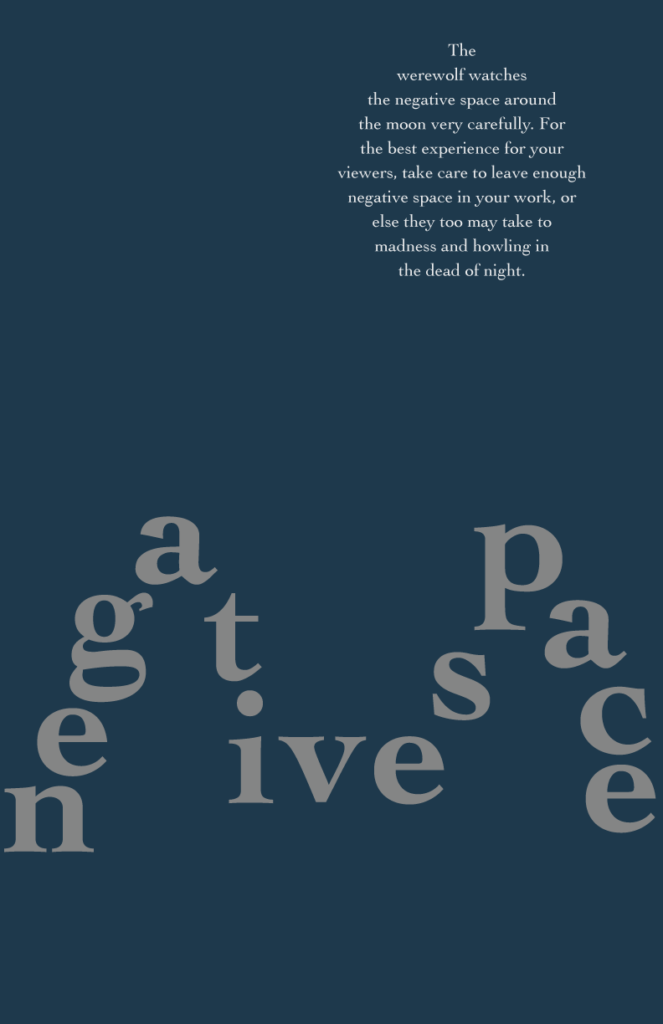 The
werewolf watches
the negative space around
the moon very carefully. For
the best experience for your
viewers, take care to leave enough
negative space in your work, or
else they too may take to
madness and howling in
the dead of night.
negative space